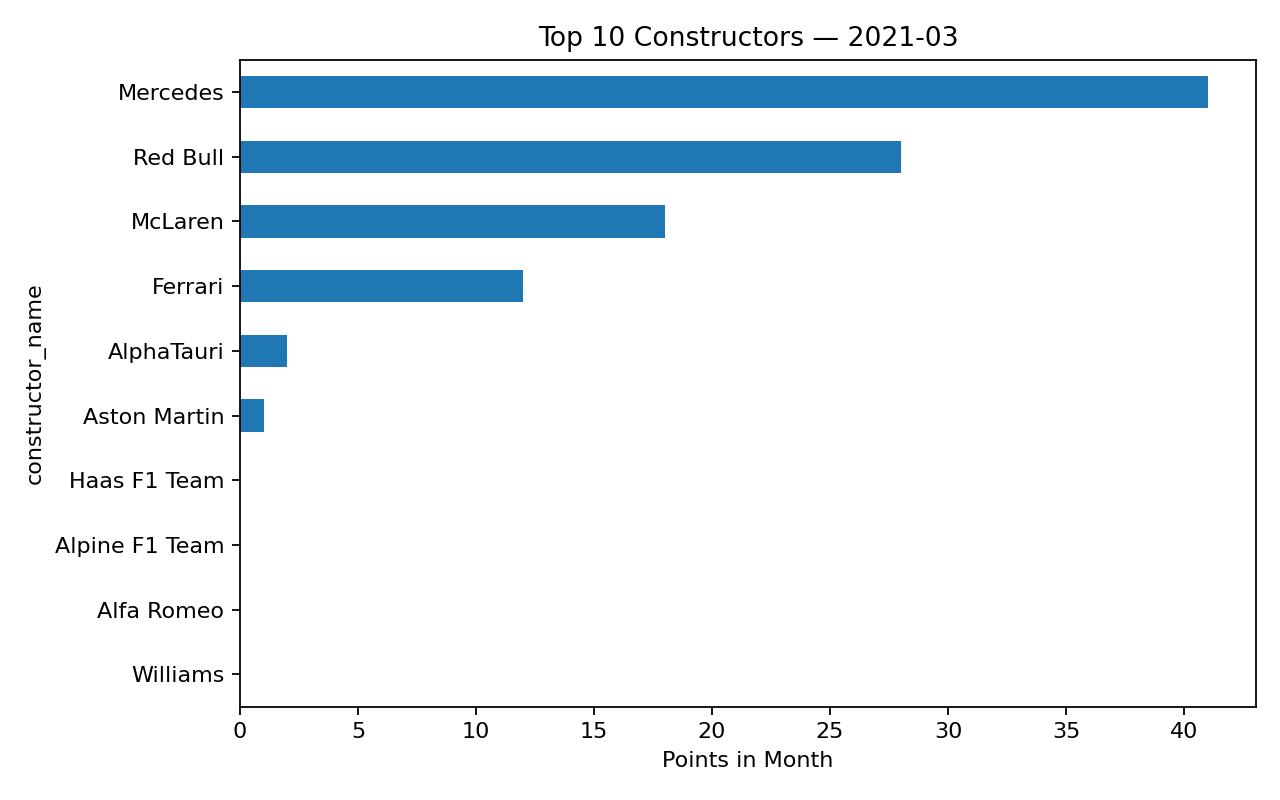 Top 10 Constructors — 2021-03
constructor_name
Mercedes
Red Bull
McLaren
Ferrari
AlphaTauri
Aston Martin
Haas F1 Team
Alpine F1 Team
Alfa Romeo
Williams
0 5 10 15 20 25 30 35 40
Points in Month